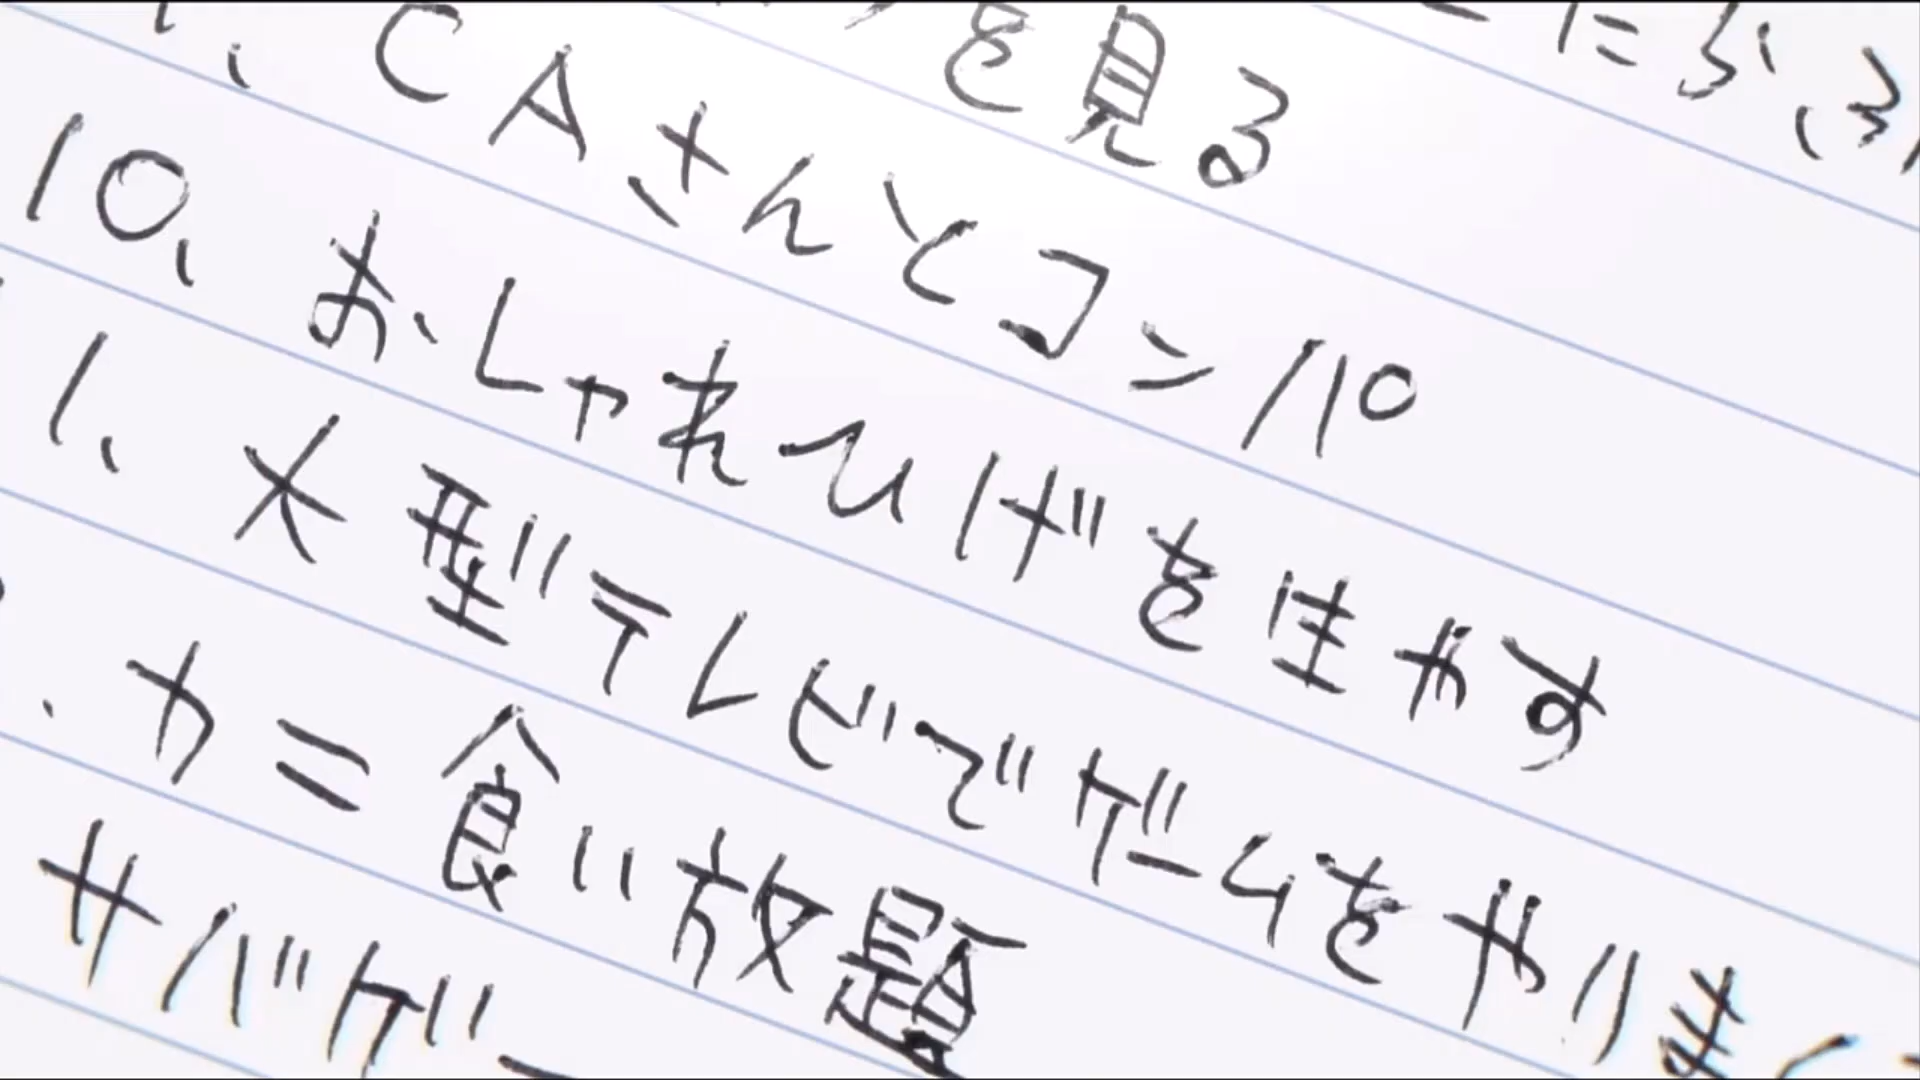 を見る
、CAさんとコンパ
10、おしゃれひげを生やす
1、大型テレビでゲームをやりまく
カニ食い放題
サバゲー